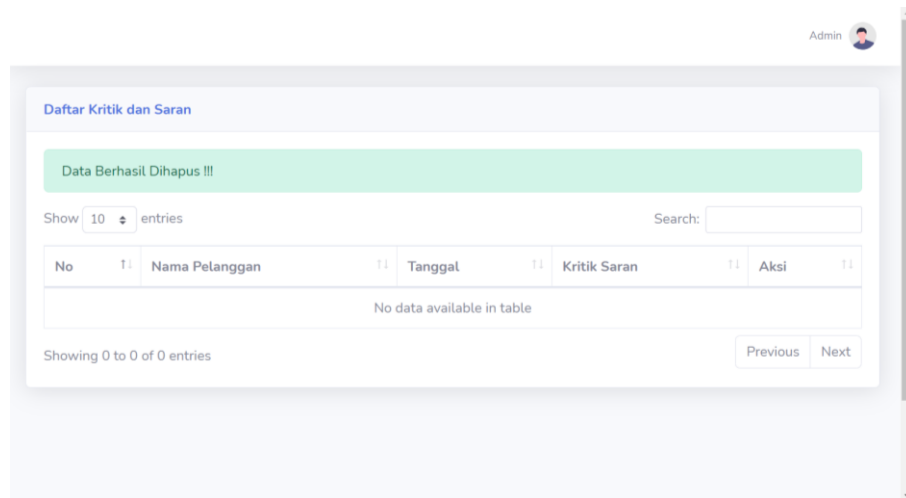 Admin
Daftar Kritik dan Saran
Data Berhasil Dihapus !!!
Show 10 entries Search:
No Nama Pelanggan Tanggal Kritik Saran Aksi
No data available in table
Showing 0 to 0 of 0 entries Previous Next